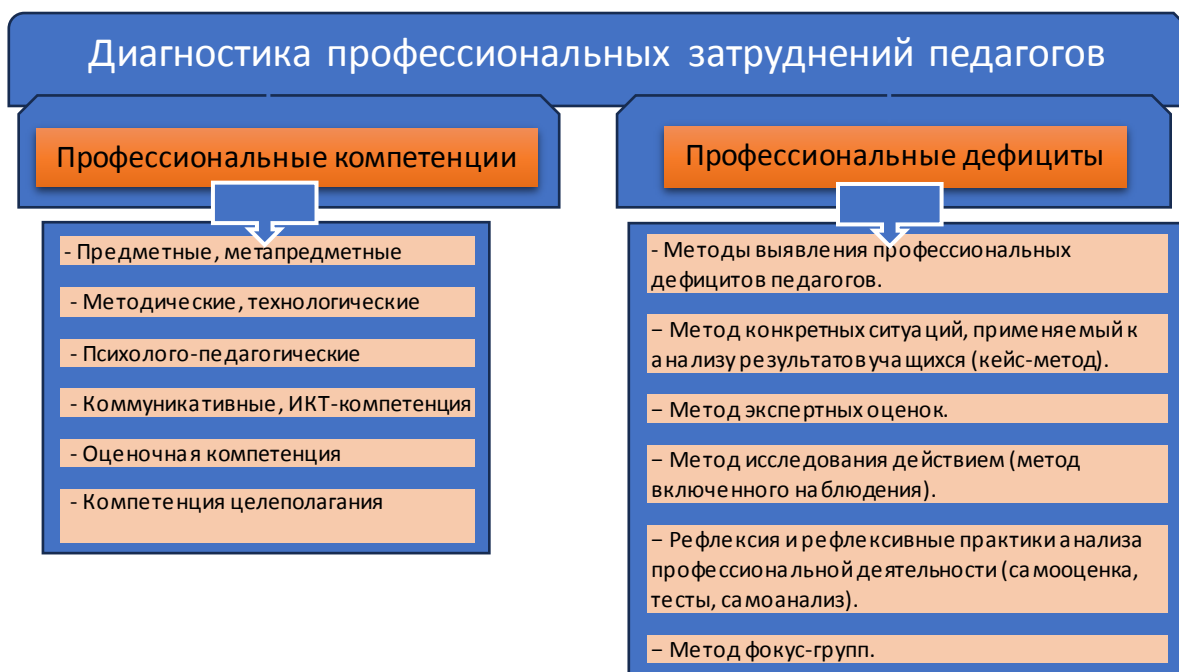 Диагностика профессиональных затруднений педагогов
Профессиональные компетенции
- Предметные, метапредметные
- Методические, технологические
- Психолого-педагогические
- Коммуникативные, ИКТ-компетенция
- Оценочная компетенция
- Компетенция целеполагания
Профессиональные дефициты
- Методы выявления профессиональных
дефицитов педагогов.
− Метод конкретных ситуаций, применяемый к
анализу результатов учащихся (кейс-метод).
− Метод экспертных оценок.
− Метод исследования действием (метод
включенного наблюдения).
− Рефлексия и рефлексивные практики анализа
профессиональной деятельности (самооценка,
тесты, самоанализ).
− Метод фокус-групп.